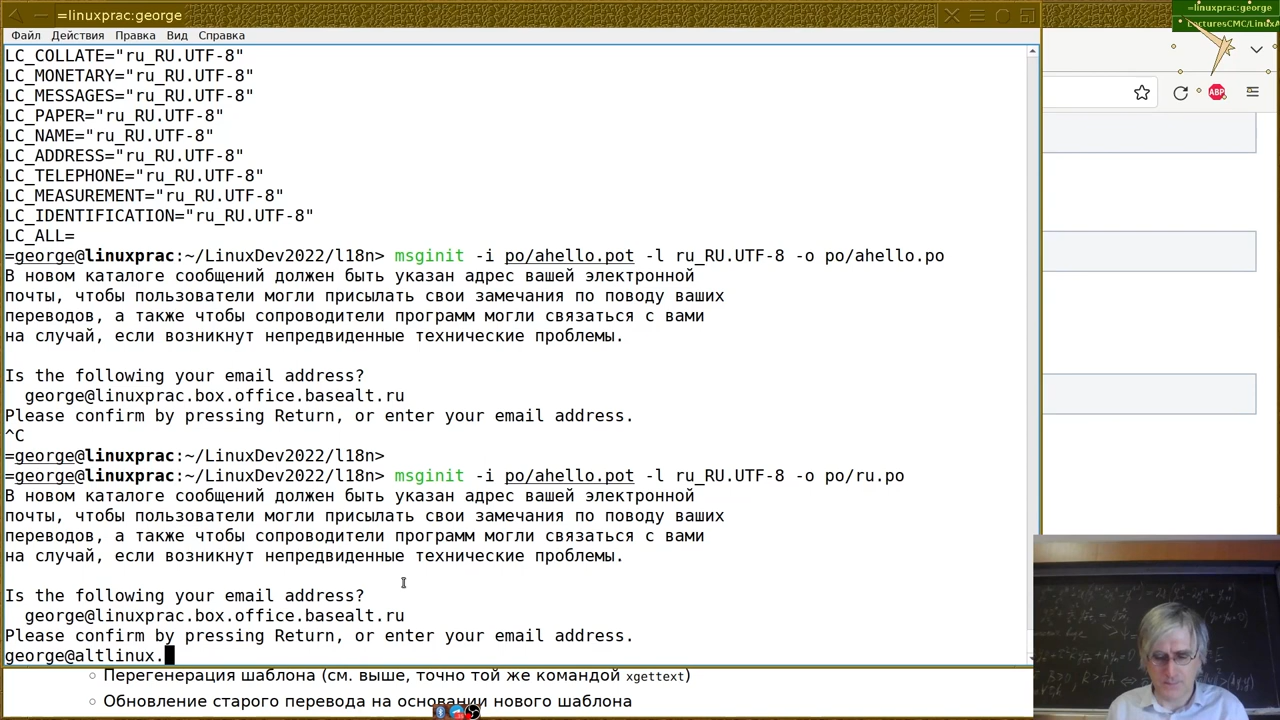 =linuxprac:george
=linuxprac:george
LecturesCMC/LinuxA
Файл Действия Правка Вид Справка
LC_COLLATE="ru_RU.UTF-8"
LC_MONETARY="ru_RU.UTF-8"
LC_MESSAGES="ru_RU.UTF-8"
LC_PAPER="ru_RU.UTF-8"
LC_NAME="ru_RU.UTF-8"
LC_ADDRESS="ru_RU.UTF-8"
LC_TELEPHONE="ru_RU.UTF-8"
LC_MEASUREMENT="ru_RU.UTF-8"
LC_IDENTIFICATION="ru_RU.UTF-8"
LC_ALL=
=george@linuxprac:~/LinuxDev2022/l18n> msginit -i po/ahello.pot -l ru_RU.UTF-8 -o po/ahello.po
В новом каталоге сообщений должен быть указан адрес вашей электронной
почты, чтобы пользователи могли присылать свои замечания по поводу ваших
переводов, а также чтобы сопроводители программ могли связаться с вами
на случай, если возникнут непредвиденные технические проблемы.
Is the following your email address?
george@linuxprac.box.office.basealt.ru
Please confirm by pressing Return, or enter your email address.
^C
=george@linuxprac:~/LinuxDev2022/l18n>
=george@linuxprac:~/LinuxDev2022/l18n> msginit -i po/ahello.pot -l ru_RU.UTF-8 -o po/ru.po
В новом каталоге сообщений должен быть указан адрес вашей электронной
почты, чтобы пользователи могли присылать свои замечания по поводу ваших
переводов, а также чтобы сопроводители программ могли связаться с вами
на случай, если возникнут непредвиденные технические проблемы.
Is the following your email address?
george@linuxprac.box.office.basealt.ru
Please confirm by pressing Return, or enter your email address.
george@altlinux.
Перегенерация шаблона (см. выше, точно той же командой xgettext)
Обновление старого перевода на основании нового шаблона
ABP